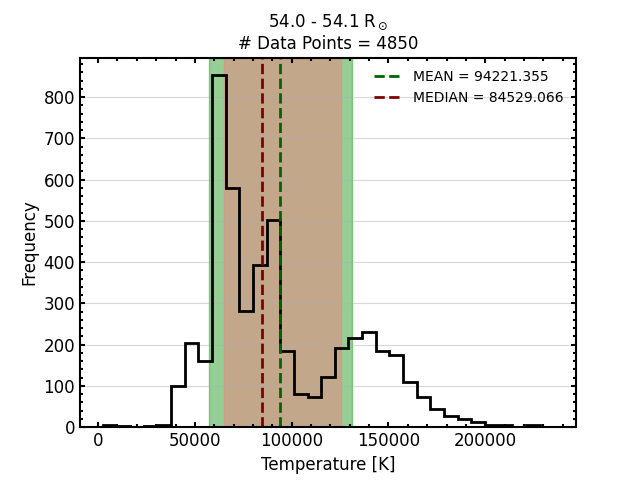 54.0 - 54.1 R⊙
# Data Points = 4850
MEAN = 94221.355
MEDIAN = 84529.066
Frequency
800
700
600
500
400
300
200
100
0
0 50000 100000 150000 200000
Temperature [K]